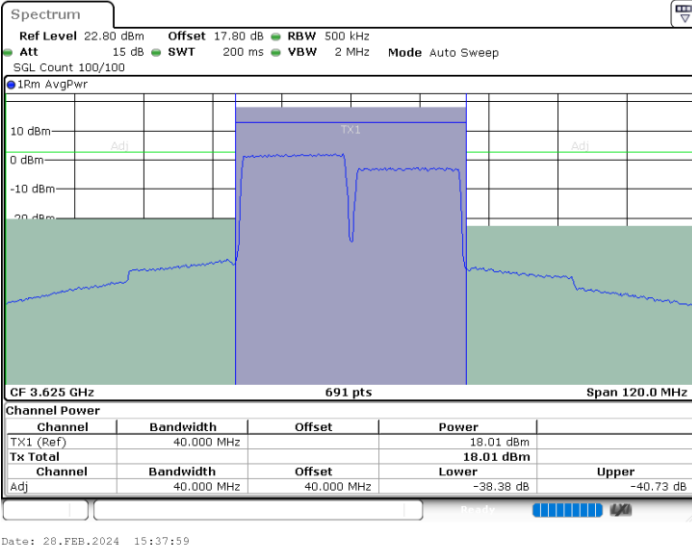 Spectrum
Ref Level 22.80 dBm Offset 17.80 dB RBW 500 kHz
Att 15 dB SWT 200 ms VBW 2 MHz Mode Auto Sweep
SGL Count 100/100
1Rm AvgPwr
10 dBm
TX1
Adj Adj
0 dBm
-10 dBm
-20 dBm
CF 3.625 GHz 691 pts Span 120.0 MHz
Channel Power
Channel Bandwidth Offset Power
TX1 (Ref) 40.000 MHz 18.01 dBm
Tx Total 18.01 dBm
Channel Bandwidth Offset Lower Upper
Adj 40.000 MHz 40.000 MHz -38.38 dB -40.73 dB
Ready
Date: 28.FEB.2024 15:37:59